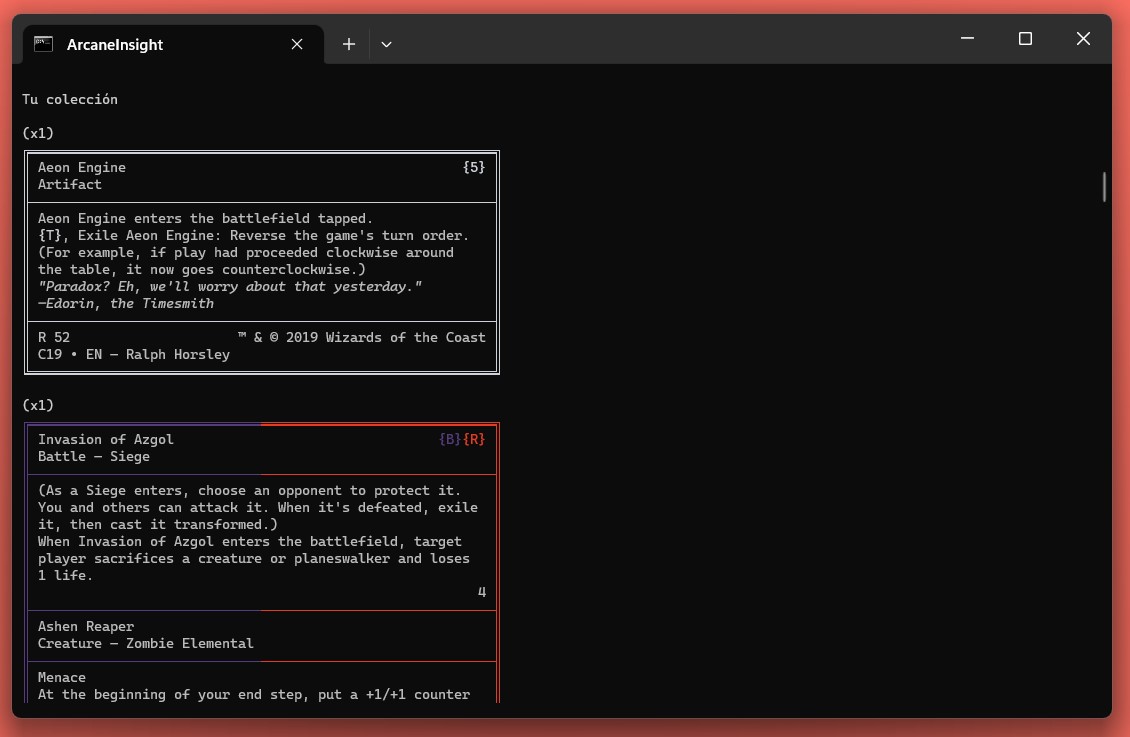 ArcaneInsight
Tu colección
(x1)
Aeon Engine {5}
Artifact
Aeon Engine enters the battlefield tapped.
{T}, Exile Aeon Engine: Reverse the game's turn order.
(For example, if play had proceeded clockwise around
the table, it now goes counterclockwise.)
"Paradox? Eh, we'll worry about that yesterday."
—Edorin, the Timesmith
R 52 ™ & © 2019 Wizards of the Coast
C19 • EN — Ralph Horsley
(x1)
Invasion of Azgol {B}{R}
Battle — Siege
(As a Siege enters, choose an opponent to protect it.
You and others can attack it. When it's defeated, exile
it, then cast it transformed.)
When Invasion of Azgol enters the battlefield, target
player sacrifices a creature or planeswalker and loses
1 life.
4
Ashen Reaper
Creature — Zombie Elemental
Menace
At the beginning of your end step, put a +1/+1 counter